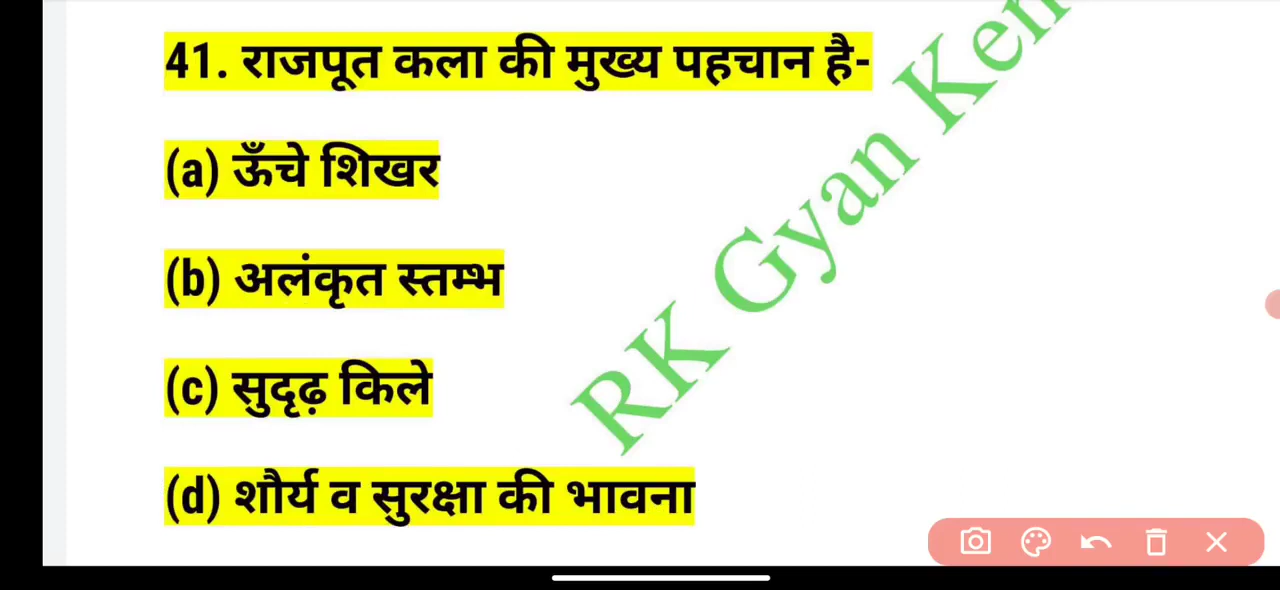 41. राजपूत कला की मुख्य पहचान है-
(a) ऊँचे शिखर
(b) अलंकृत स्तम्भ
(c) सुदृढ़ किले
(d) शौर्य व सुरक्षा की भावना
RK Gyan Ken